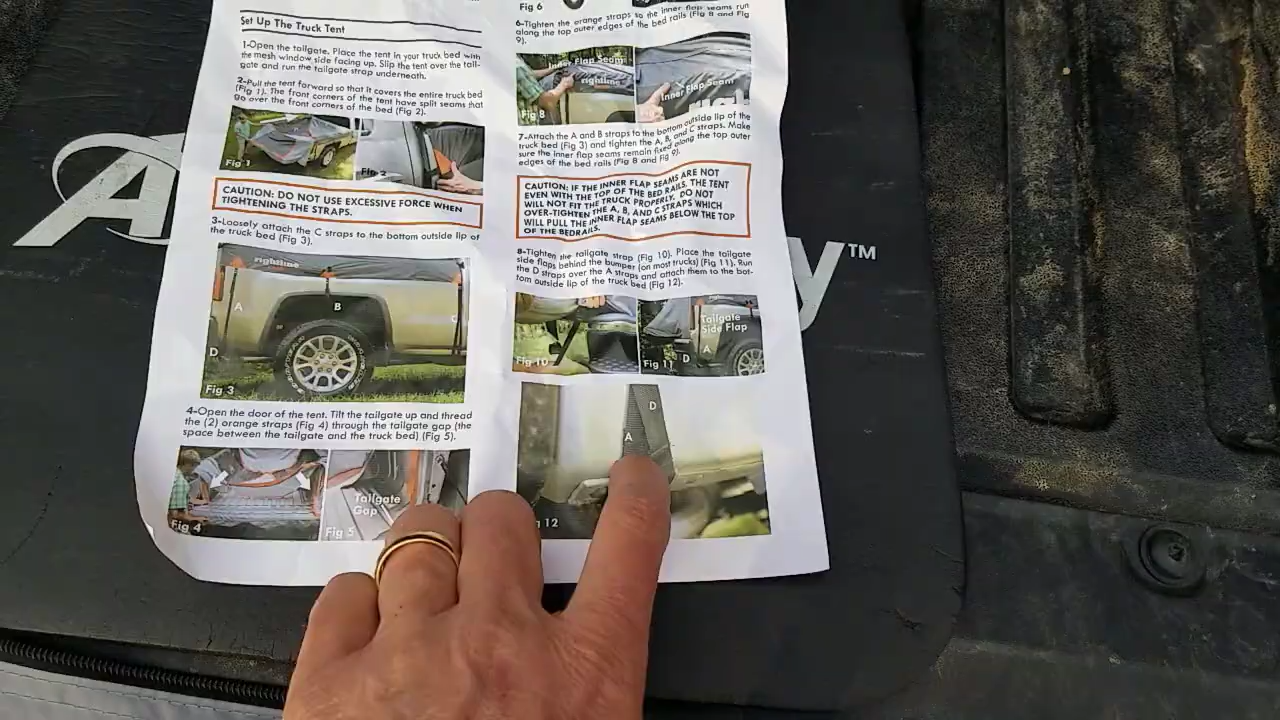 Set Up The Truck Tent
1-Open the tailgate. Place the tent in your truck bed with
the mesh window side facing up. Slip the tent over the tail-
gate and run the tailgate strap underneath.
2-Pull the tent forward so that it covers the entire truck bed
(Fig 1). The front corners of the tent have split seams that
go over the front corners of the bed (Fig 2).
Fig 1
Fig 2
CAUTION: DO NOT USE EXCESSIVE FORCE WHEN
TIGHTENING THE STRAPS.
3-Loosely attach the C straps to the bottom outside lip of
the truck bed (Fig 3).
rightline
A
B
C
D
Fig 3
4-Open the door of the tent. Tilt the tailgate up and thread
the (2) orange straps (Fig 4) through the tailgate gap (the
space between the tailgate and the truck bed) (Fig 5).
Fig 4
Tailgate
Gap
Fig 5
Fig 6
6-Tighten the orange straps so the inner flap seams run
along the top outer edges of the bed rails (Fig 8 and Fig
9).
Inner Flap Seam
rightline
Fig 8
Inner Flap Seam
7-Attach the A and B straps to the bottom outside lip of the
truck bed (Fig 3) and tighten the A, B, and C straps. Make
sure the inner flap seams remain fixed along the top outer
edges of the bed rails (Fig 8 and Fig 9).
CAUTION: IF THE INNER FLAP SEAMS ARE NOT
EVEN WITH THE TOP OF THE BED RAILS, THE TENT
WILL NOT FIT THE TRUCK PROPERLY. DO NOT
OVER-TIGHTEN THE A, B, AND C STRAPS WHICH
WILL PULL THE INNER FLAP SEAMS BELOW THE TOP
OF THE BEDRAILS.
8-Tighten the tailgate strap (Fig 10). Place the tailgate
side flaps behind the bumper (on most trucks) (Fig 11). Run
the D straps over the A straps and attach them to the bot-
tom outside lip of the truck bed (Fig 12).
Fig 10
Tailgate
Side Flap
A
D
Fig 11
D
A
12
A
y™